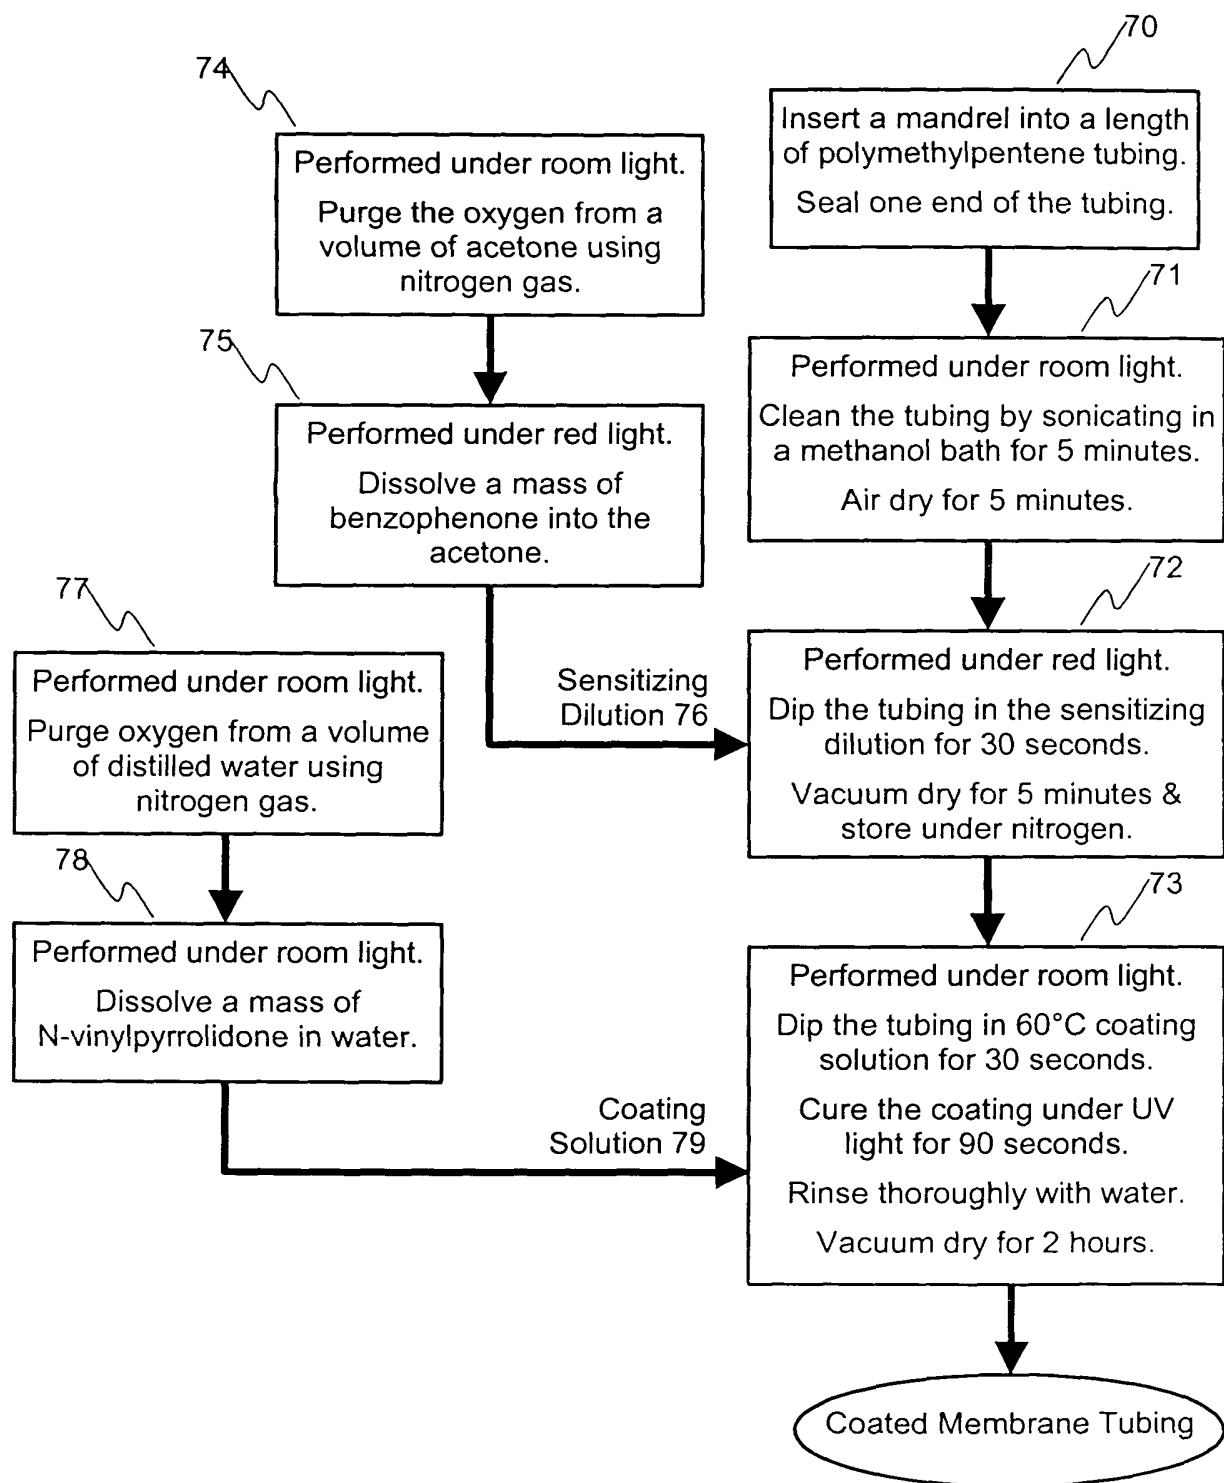 74
Performed under room light.
Purge the oxygen from a
volume of acetone using
nitrogen gas.
75
Performed under red light.
Dissolve a mass of
benzophenone into the
acetone.
Sensitizing
Dilution 76
77
Performed under room light.
Purge oxygen from a volume
of distilled water using
nitrogen gas.
78
Performed under room light.
Dissolve a mass of
N-vinylpyrrolidone in water.
Coating
Solution 79
70
Insert a mandrel into a length
of polymethylpentene tubing.
Seal one end of the tubing.
71
Performed under room light.
Clean the tubing by sonicating in
a methanol bath for 5 minutes.
Air dry for 5 minutes.
72
Performed under red light.
Dip the tubing in the sensitizing
dilution for 30 seconds.
Vacuum dry for 5 minutes &
store under nitrogen.
73
Performed under room light.
Dip the tubing in 60°C coating
solution for 30 seconds.
Cure the coating under UV
light for 90 seconds.
Rinse thoroughly with water.
Vacuum dry for 2 hours.
Coated Membrane Tubing